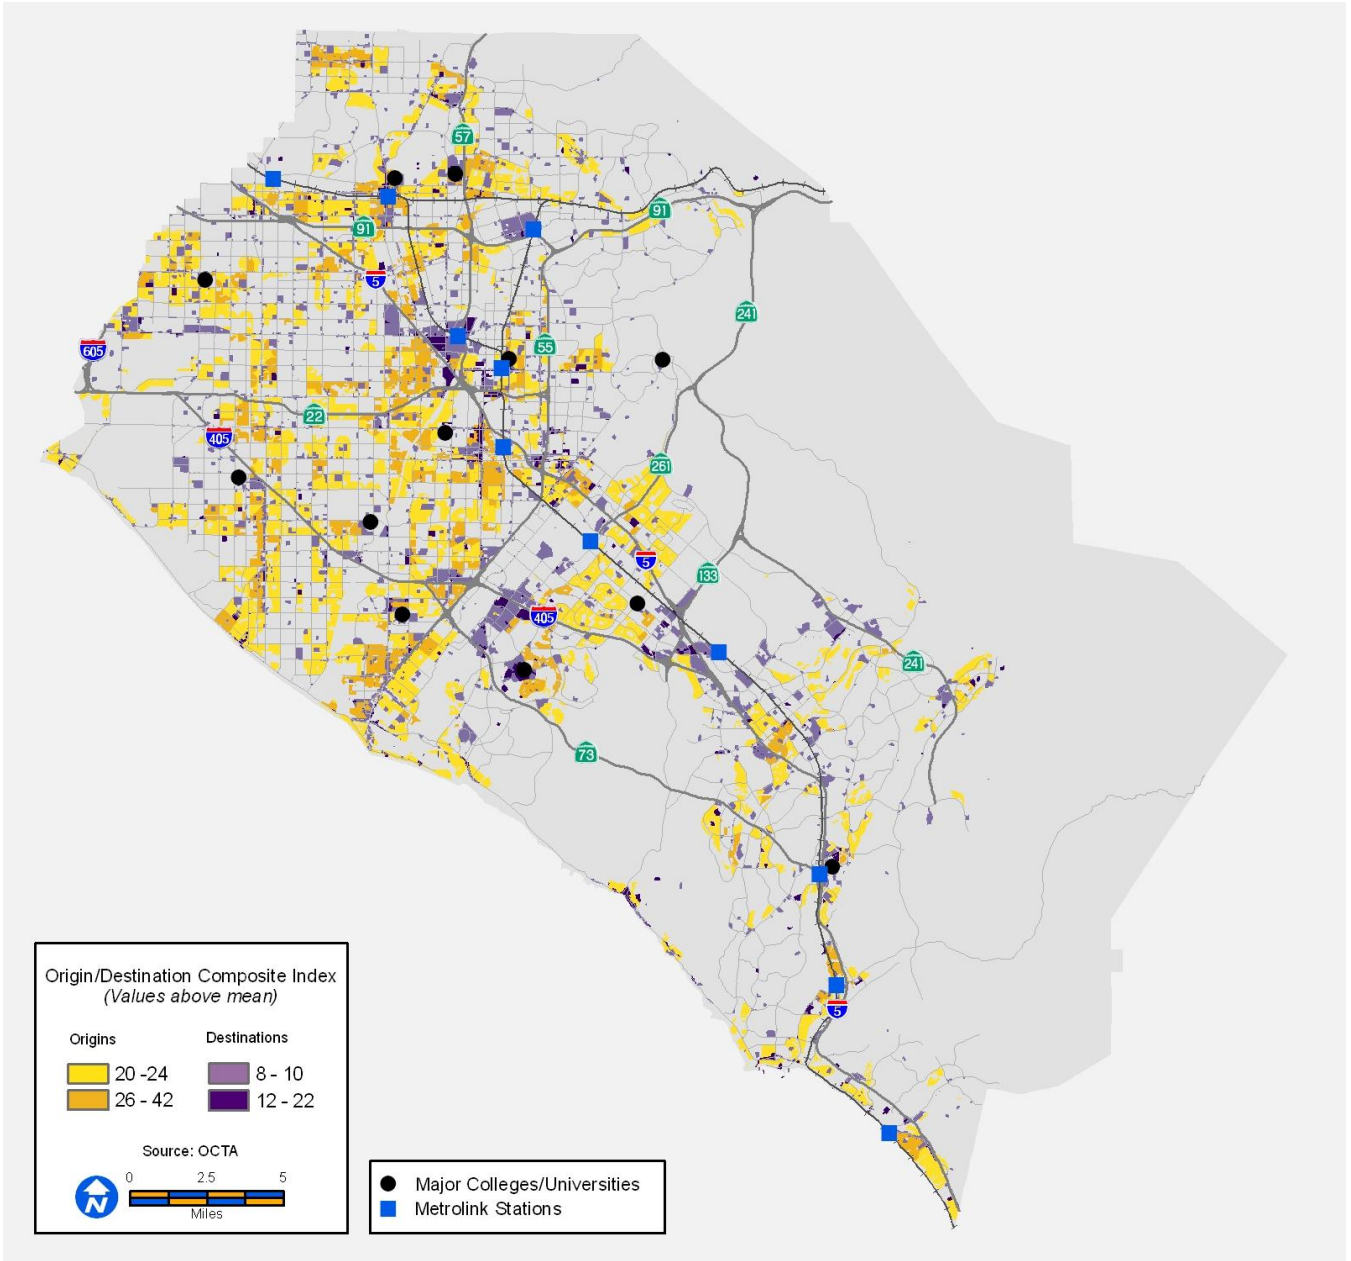 57
91
91
5
241
605
55
22
405
261
5
133
405
241
73
5
Origin/Destination Composite Index
(Values above mean)
Origins
Destinations
20 -24
8 - 10
26 - 42
12 - 22
Source: OCTA
0 2.5 5
Miles
N
Major Colleges/Universities
Metrolink Stations